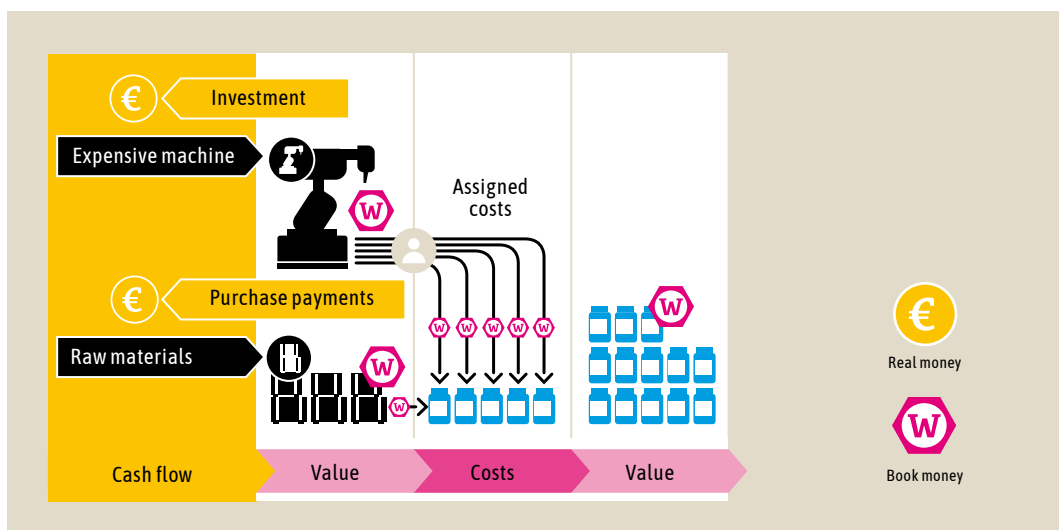 €
Investment
Expensive machine
W
Assigned
costs
€
Purchase payments
W
W
W
W
W
W
Raw materials
W
W
€
Real money
W
Book money
Cash flow
Value
Costs
Value